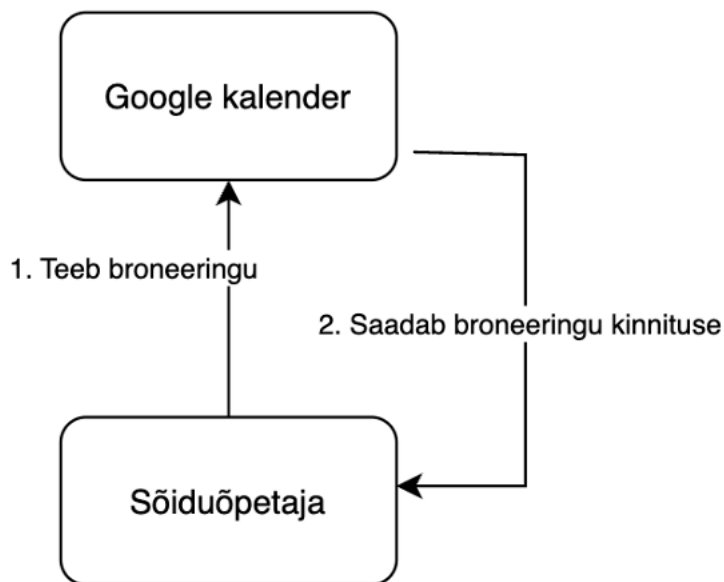 Google kalender
1. Teeb broneeringu
2. Saadab broneeringu kinnituse
Sõiduõpetaja